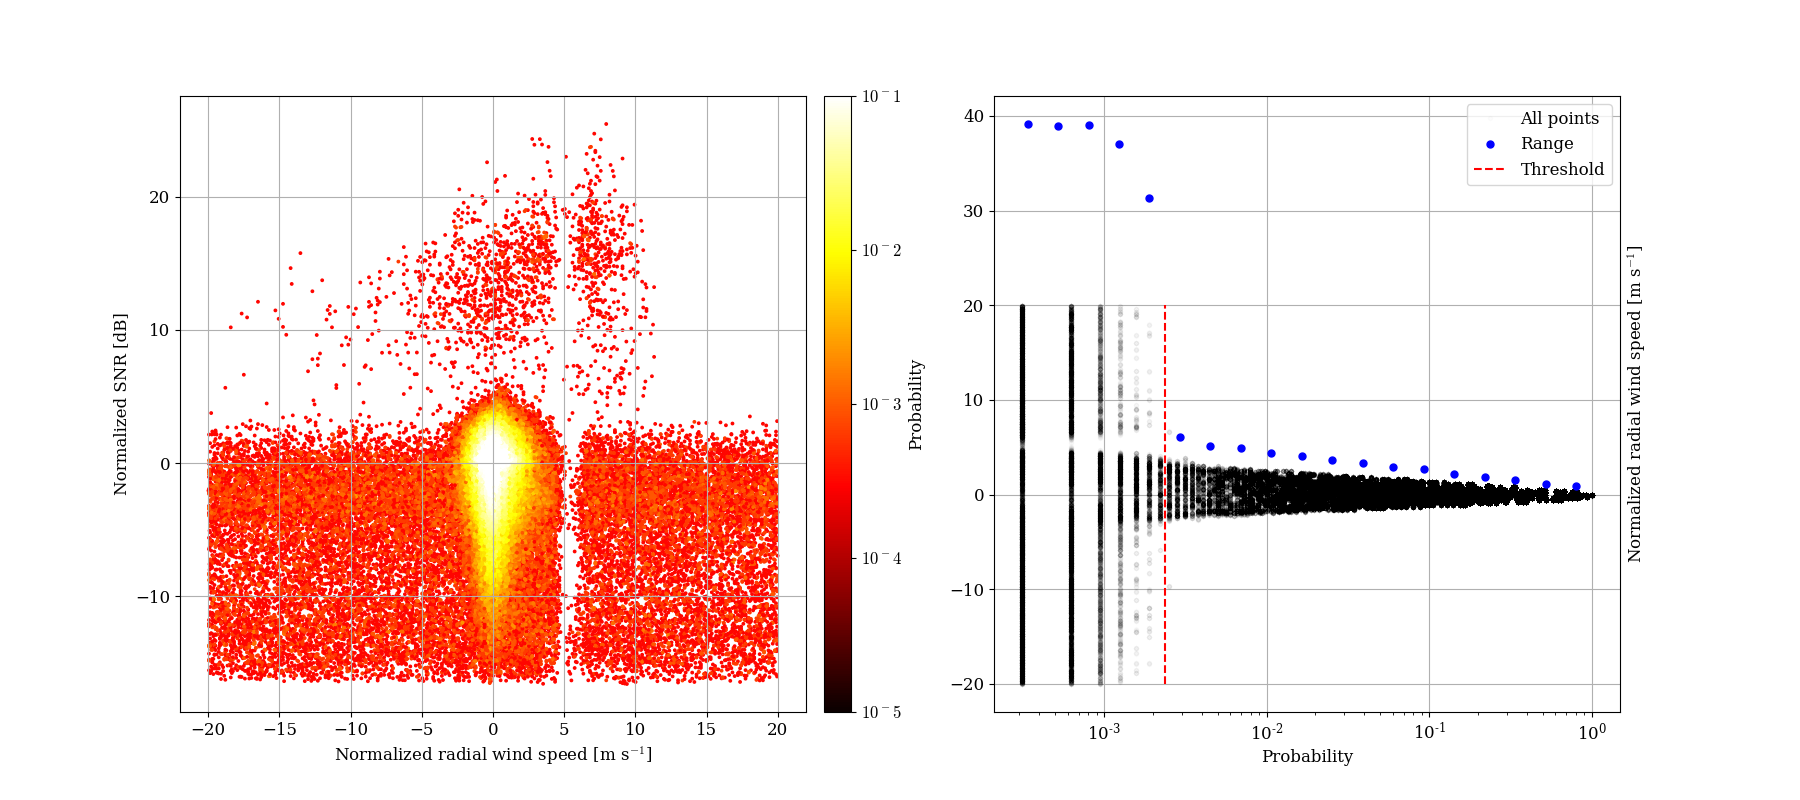 20
10
0
−10
Normalized SNR [dB]
−20 −15 −10 −5 0 5 10 15 20
Normalized radial wind speed [m s⁻¹]
10⁻¹
10⁻²
10⁻³
10⁻⁴
10⁻⁵
Probability
40
30
20
10
0
−10
−20
All points
Range
Threshold
10⁻³ 10⁻² 10⁻¹ 10⁰
Probability
Normalized radial wind speed [m s⁻¹]